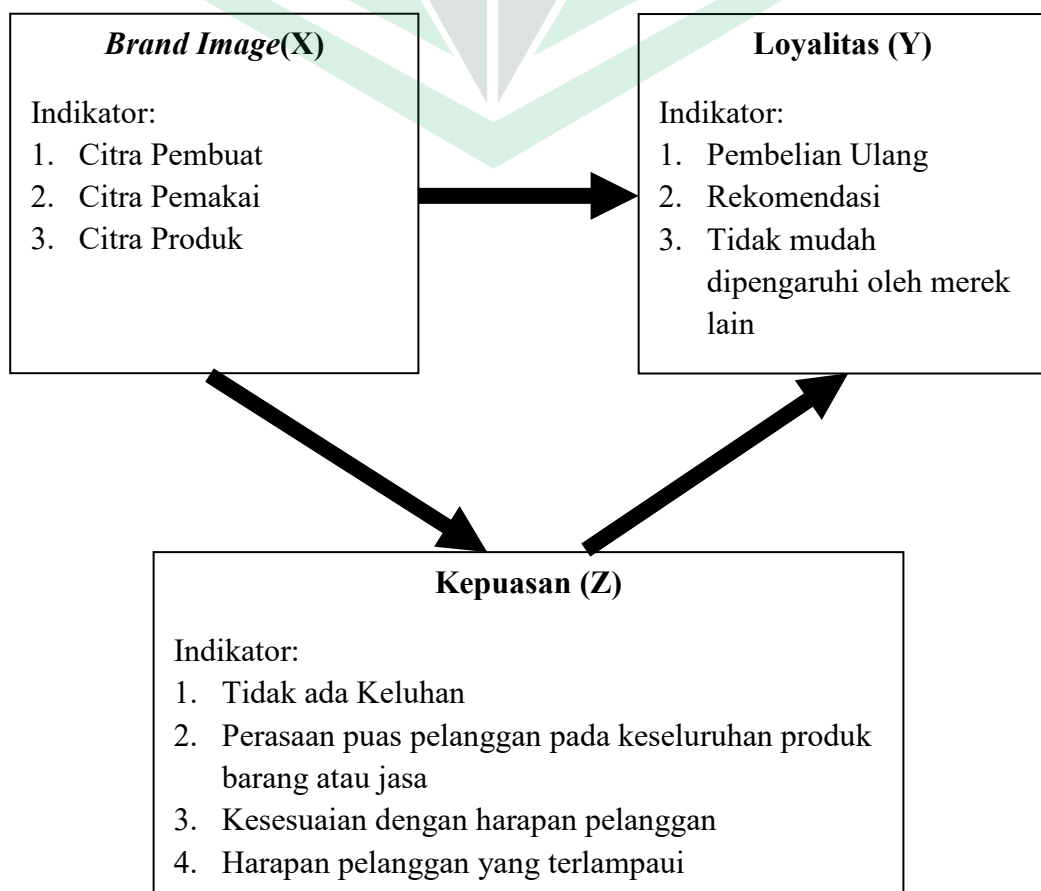 Brand Image(X)
Indikator:
1. Citra Pembuat
2. Citra Pemakai
3. Citra Produk
Loyalitas (Y)
Indikator:
1. Pembelian Ulang
2. Rekomendasi
3. Tidak mudah
dipengaruhi oleh merek
lain
Kepuasan (Z)
Indikator:
1. Tidak ada Keluhan
2. Perasaan puas pelanggan pada keseluruhan produk
barang atau jasa
3. Kesesuaian dengan harapan pelanggan
4. Harapan pelanggan yang terlampaui